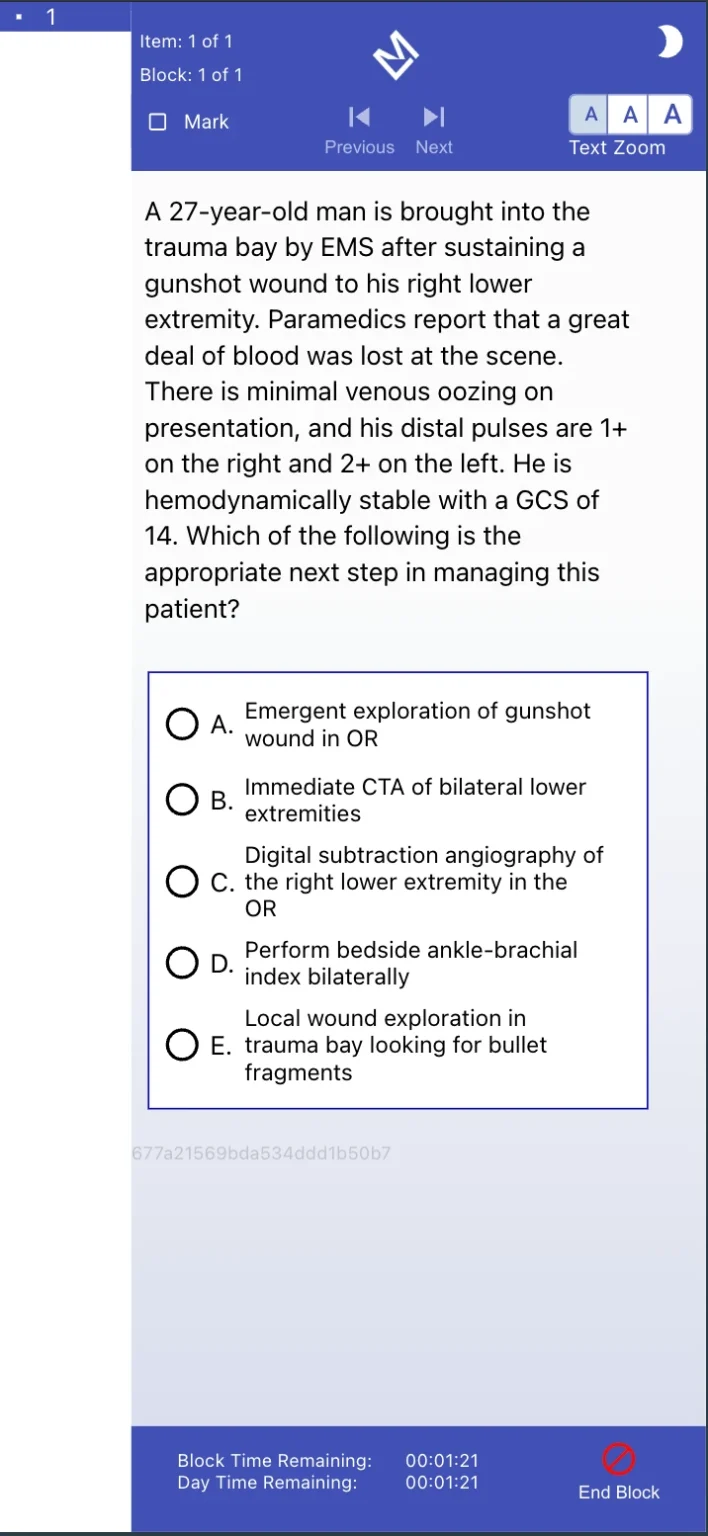 1
Item: 1 of 1
Block: 1 of 1
Mark
Previous
Next
A A A
Text Zoom
A 27-year-old man is brought into the
trauma bay by EMS after sustaining a
gunshot wound to his right lower
extremity. Paramedics report that a great
deal of blood was lost at the scene.
There is minimal venous oozing on
presentation, and his distal pulses are 1+
on the right and 2+ on the left. He is
hemodynamically stable with a GCS of
14. Which of the following is the
appropriate next step in managing this
patient?
A. Emergent exploration of gunshot
wound in OR
B. Immediate CTA of bilateral lower
extremities
Digital subtraction angiography of
C. the right lower extremity in the
OR
D. Perform bedside ankle-brachial
index bilaterally
Local wound exploration in
E. trauma bay looking for bullet
fragments
677a21569bda534ddd1b50b7
Block Time Remaining: 00:01:21
Day Time Remaining: 00:01:21
End Block